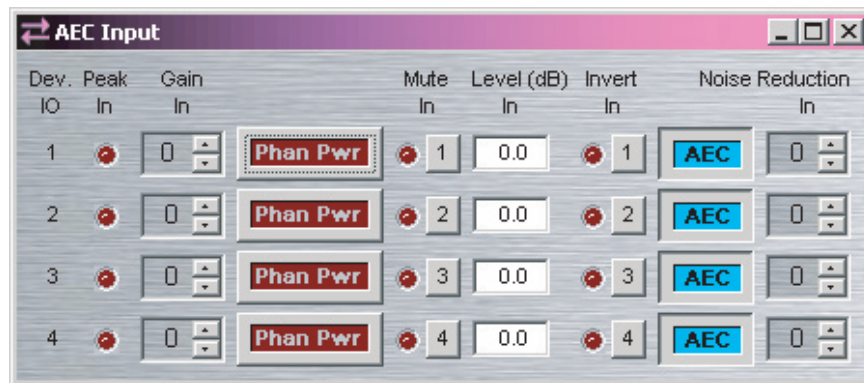 AEC Input
Dev. Peak Gain Mute Level (dB) Invert Noise Reduction
IO In In In In In In
1 0 Phan Pwr 1 0.0 1 AEC 0
2 0 Phan Pwr 2 0.0 2 AEC 0
3 0 Phan Pwr 3 0.0 3 AEC 0
4 0 Phan Pwr 4 0.0 4 AEC 0